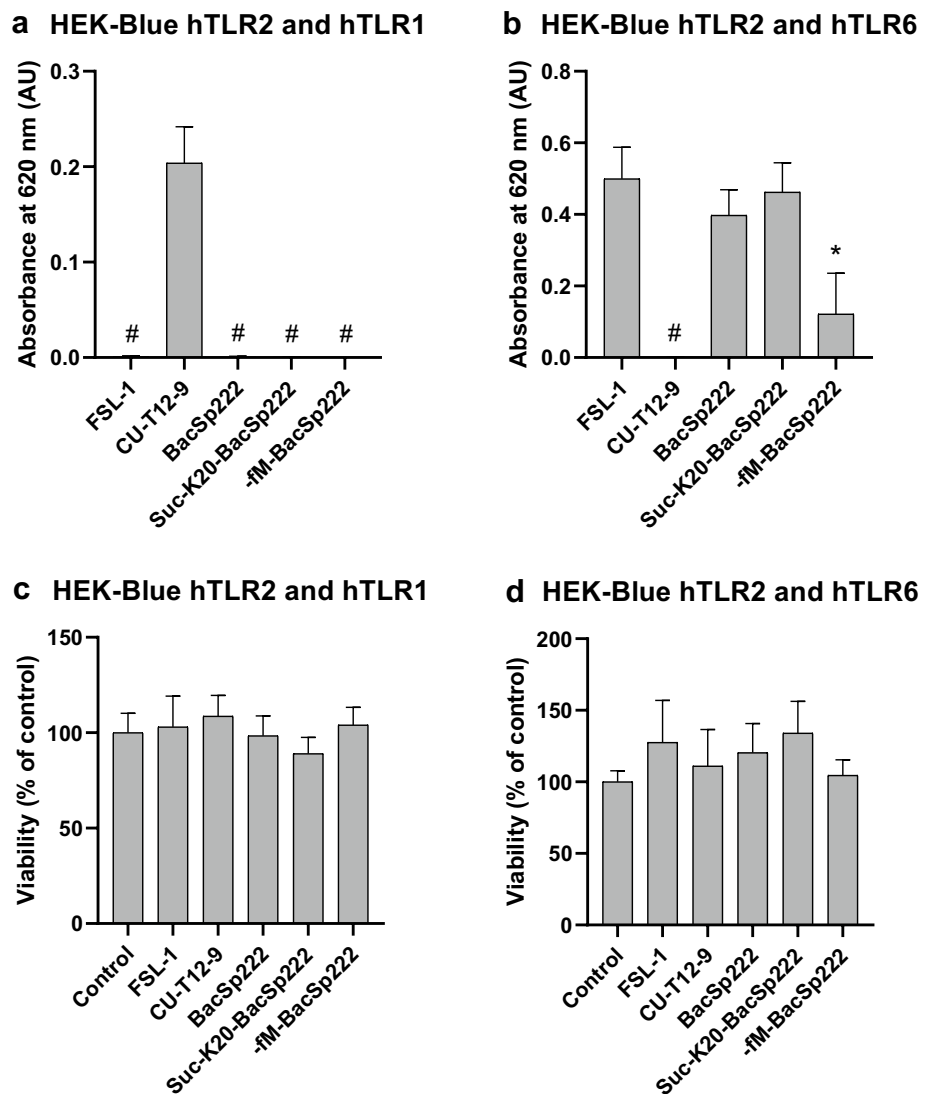 a HEK-Blue hTLR2 and hTLR1
Absorbance at 620 nm (AU)
0.3
0.2
0.1
0.0
#
#
#
#
FSL-1
CU-T12-9
BacSp222
Suc-K20-BacSp222
-fM-BacSp222
b HEK-Blue hTLR2 and hTLR6
Absorbance at 620 nm (AU)
0.8
0.6
0.4
0.2
0.0
#
*
FSL-1
CU-T12-9
BacSp222
Suc-K20-BacSp222
-fM-BacSp222
c HEK-Blue hTLR2 and hTLR1
Viability (% of control)
150
100
50
0
Control
FSL-1
CU-T12-9
BacSp222
Suc-K20-BacSp222
-fM-BacSp222
d HEK-Blue hTLR2 and hTLR6
Viability (% of control)
200
150
100
50
0
Control
FSL-1
CU-T12-9
BacSp222
Suc-K20-BacSp222
-fM-BacSp222